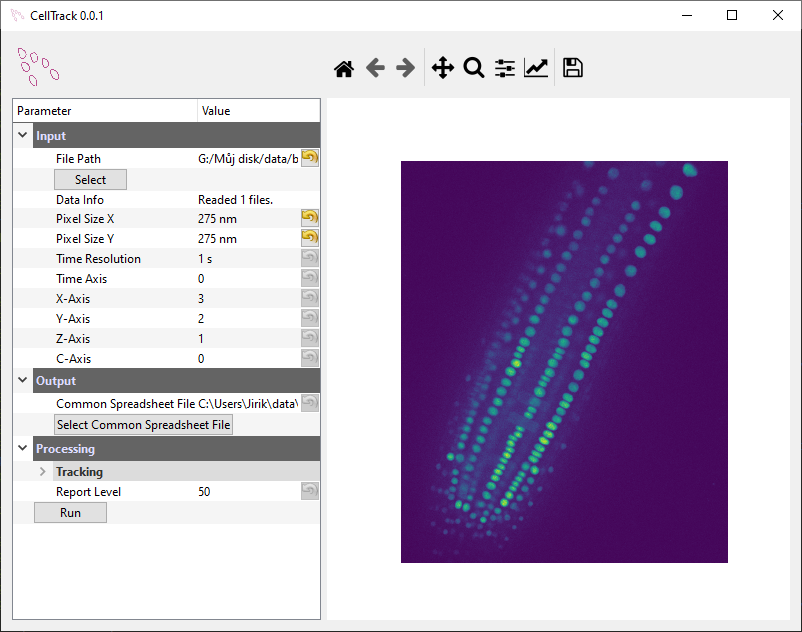 CellTrack 0.0.1
Parameter Value
Input
File Path G:/Můj disk/data/b
Select
Data Info Readed 1 files.
Pixel Size X 275 nm
Pixel Size Y 275 nm
Time Resolution 1 s
Time Axis 0
X-Axis 3
Y-Axis 2
Z-Axis 1
C-Axis 0
Output
Common Spreadsheet File C:\Users\Jirik\data\
Select Common Spreadsheet File
Processing
Tracking
Report Level 50
Run